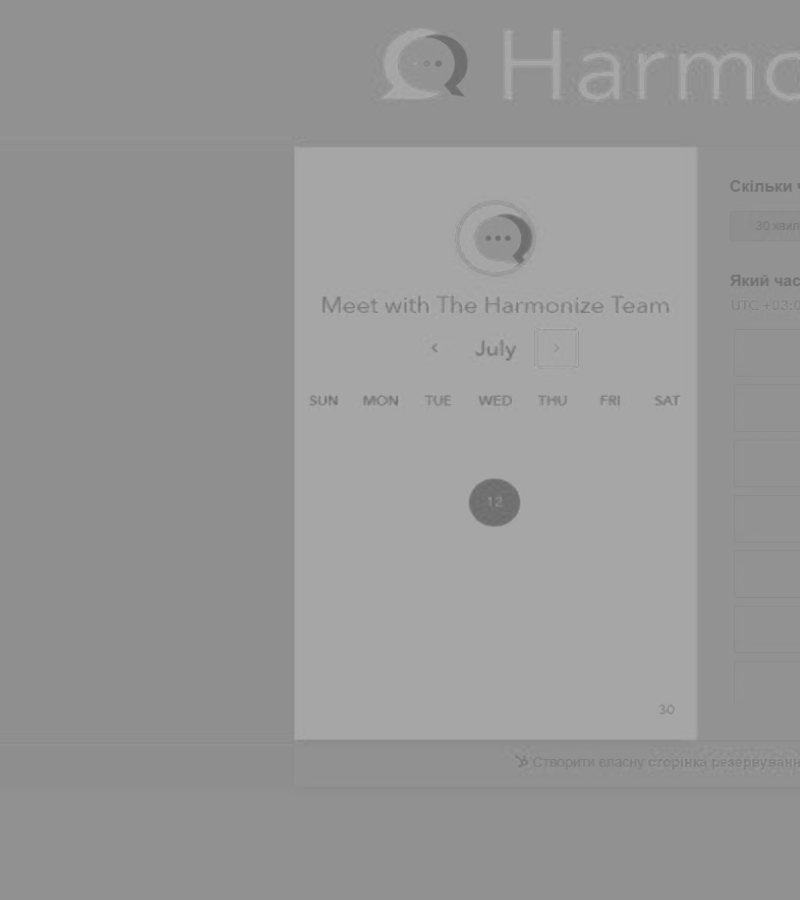 Harmo
Meet with The Harmonize Team
‹ July ›
SUN MON TUE WED THU FRI SAT
12
30
Скільки
30 хвил
Який час
UTC +03:0
Створити власну сторінка резервуванн